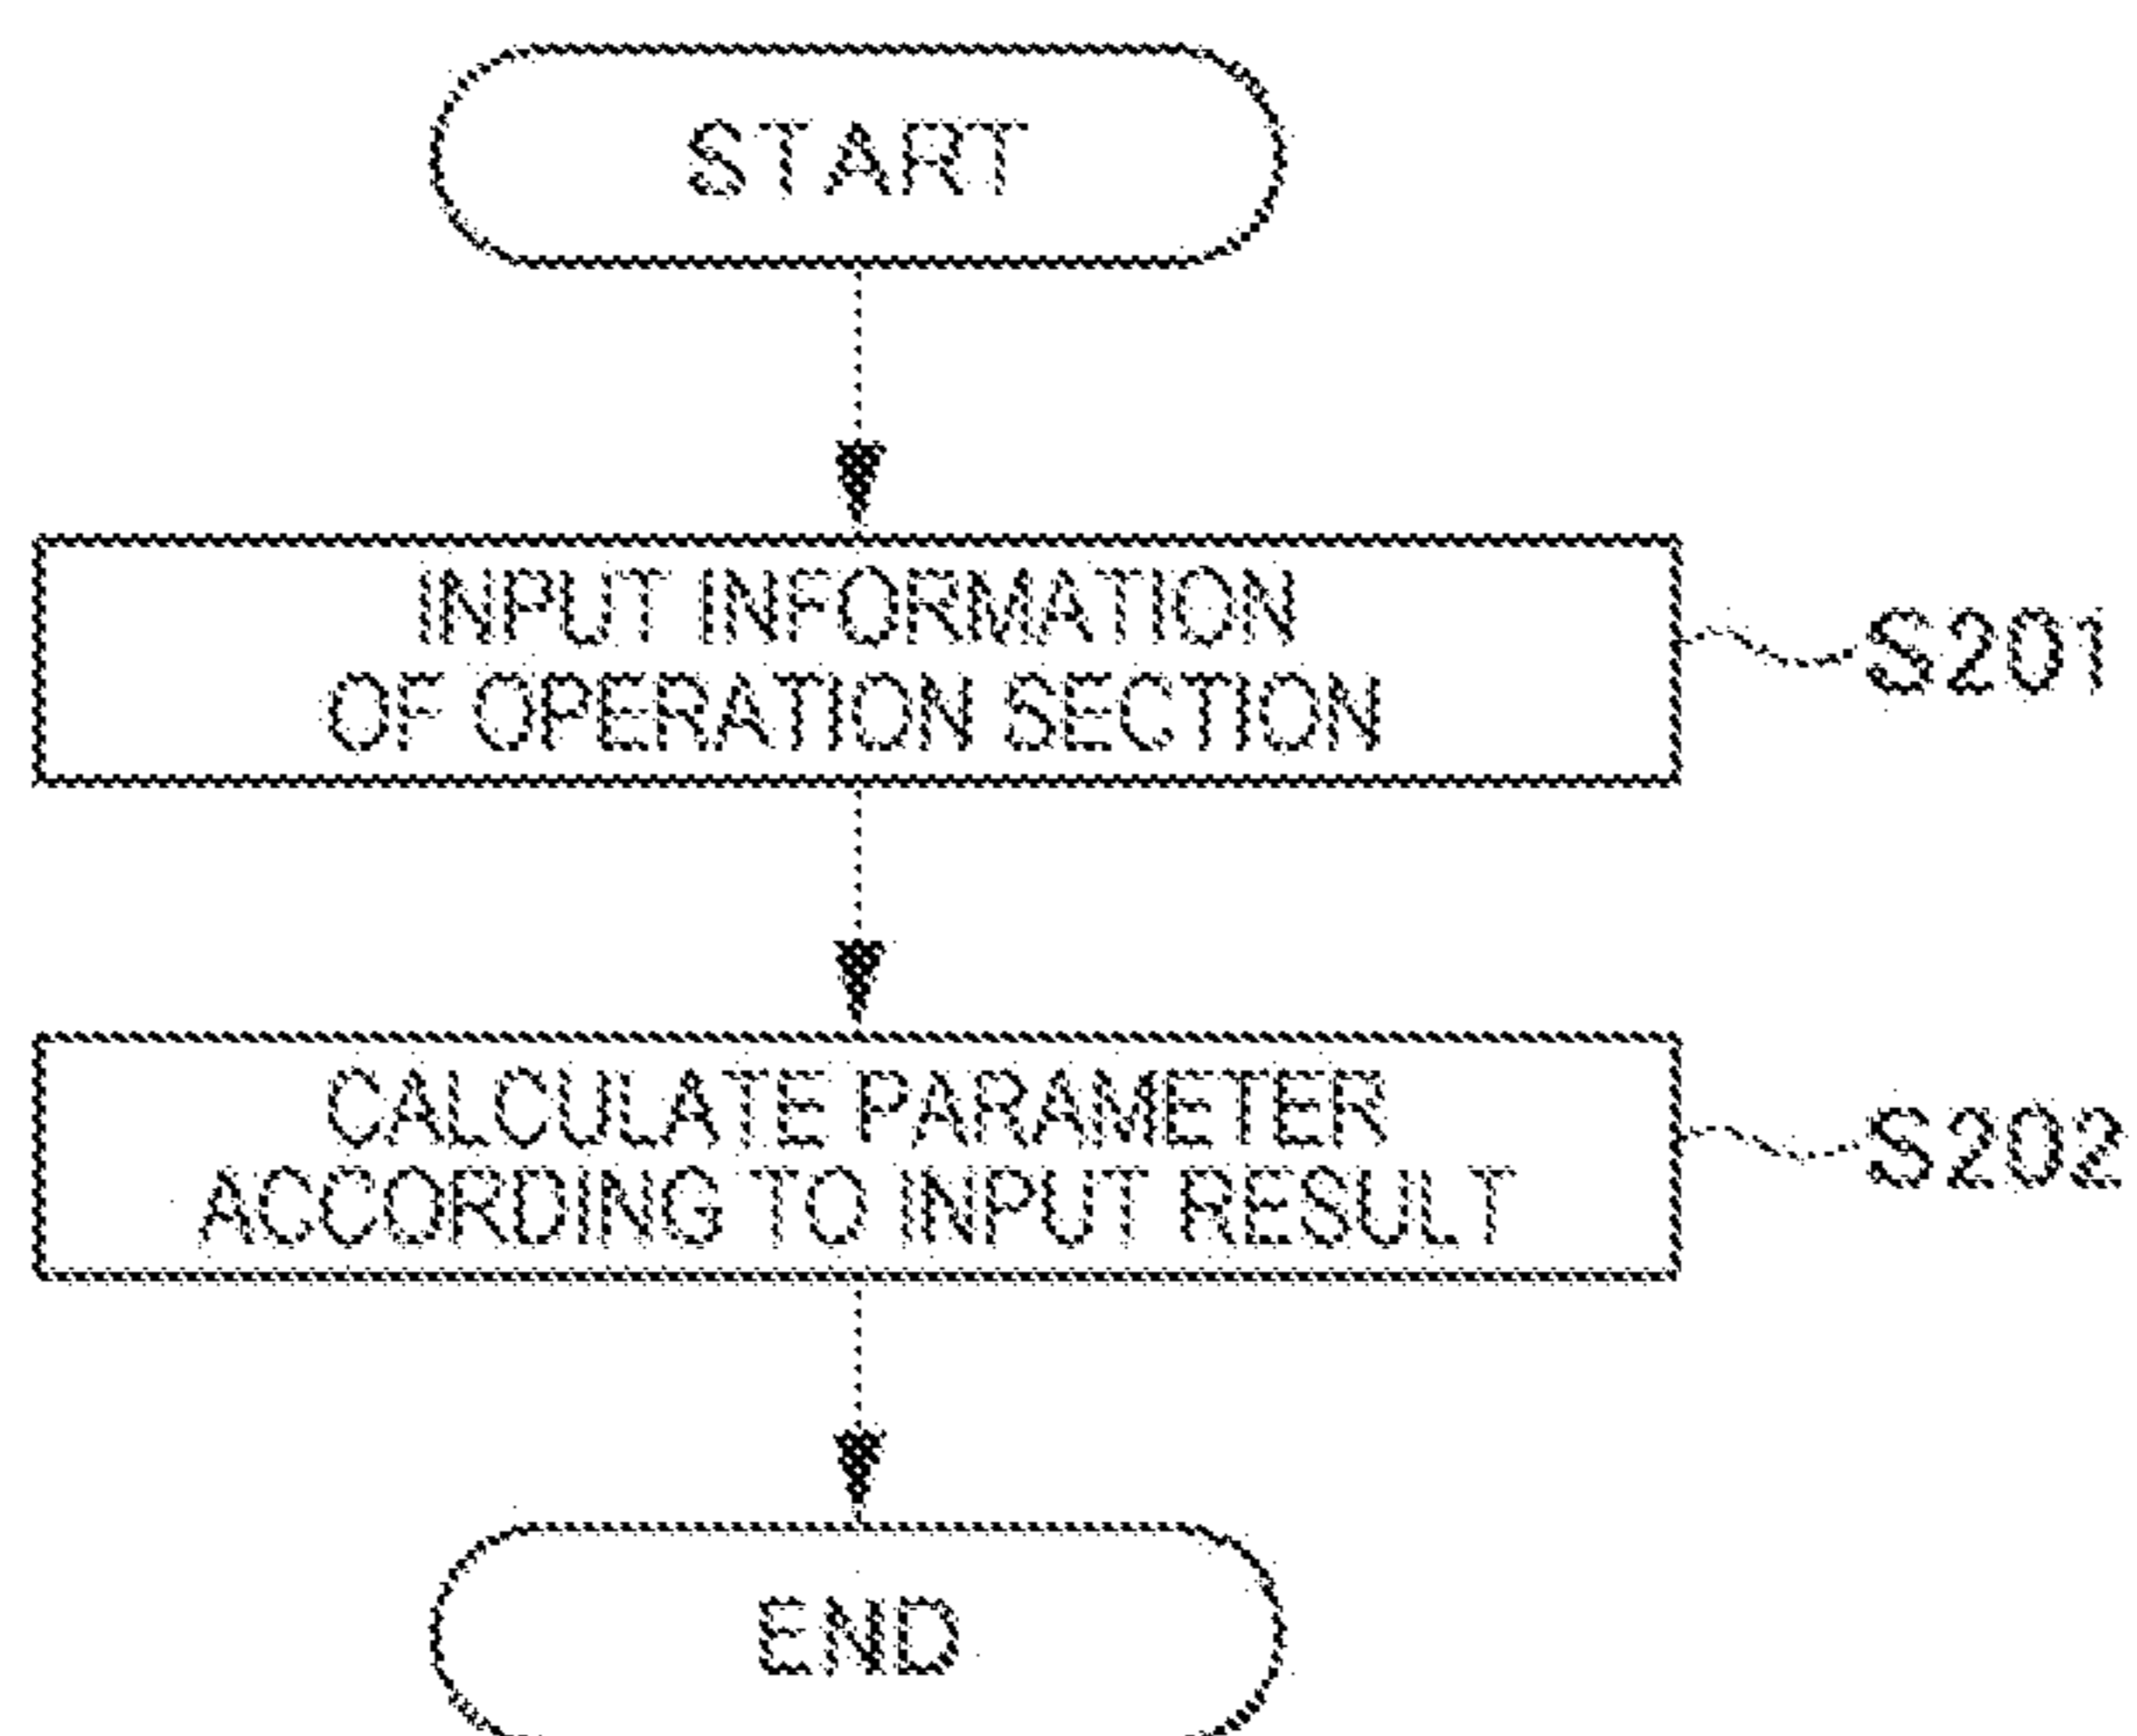 START
INPUT INFORMATION
OF OPERATION SECTION
S201
CALCULATE PARAMETER
ACCORDING TO INPUT RESULT
S202
END